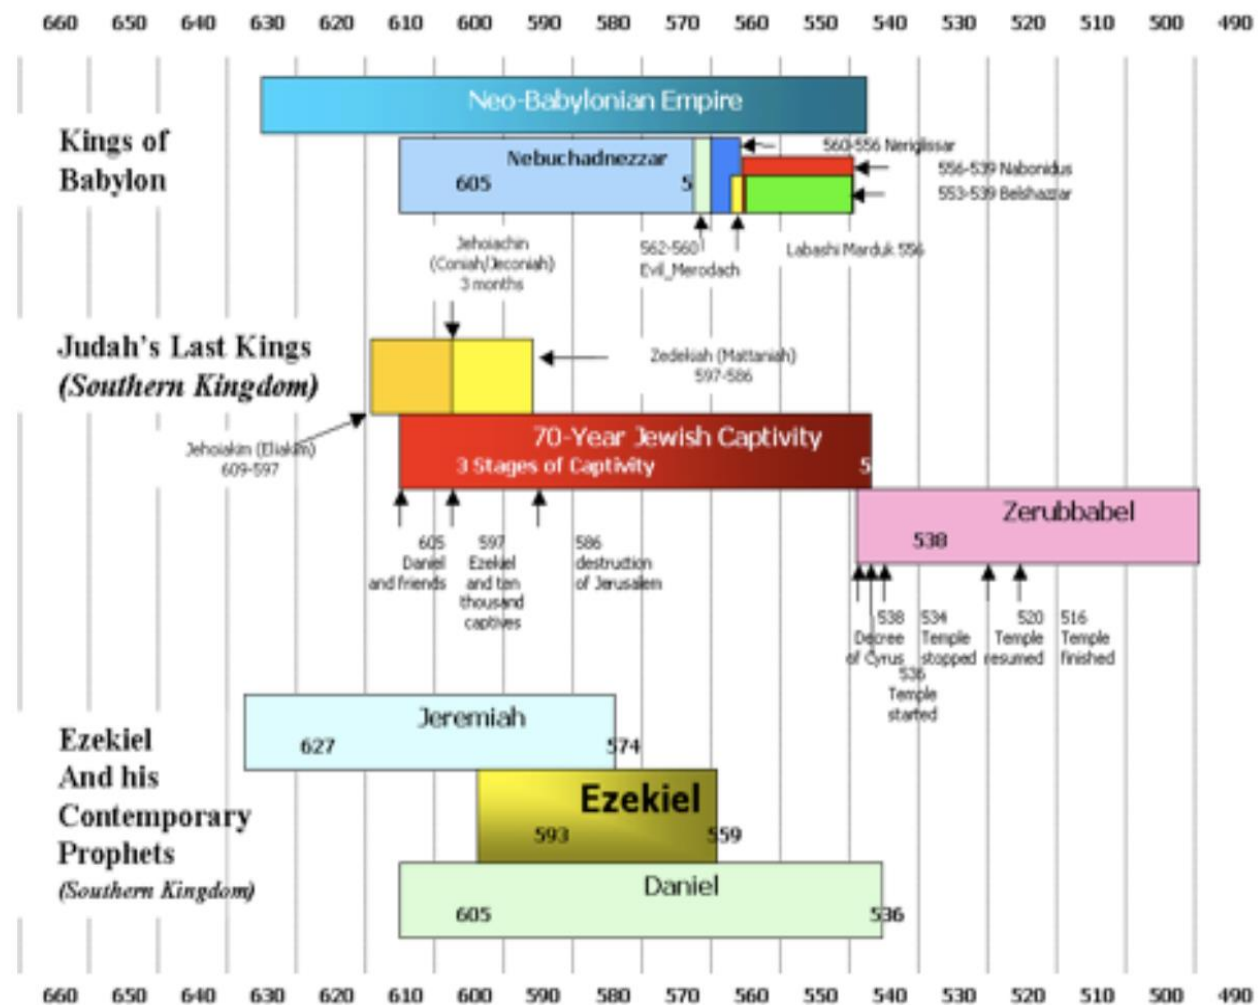 660 650 640 630 620 610 600 590 580 570 560 550 540 530 520 510 500 490
Neo-Babylonian Empire
Kings of
Babylon
Nebuchadnezzar
605 5
560-556 Neriglissar
556-539 Nabonidus
553-539 Belshazzar
Jehoiachin
(Coniah/Jeconiah)
3 months
562-560
Evil_Merodach
Labashi Marduk 556
Judah's Last Kings
(Southern Kingdom)
Zedekiah (Mattaniah)
597-586
Jehoiakim (Eliakim)
609-597
70-Year Jewish Captivity
3 Stages of Captivity 5
Zerubbabel
538
605
Daniel
and friends
597
Ezekiel
and ten
thousand
captives
586
destruction
of Jerusalem
538
Decree
of Cyrus
536
Temple
started
534
Temple
stopped
520
Temple
resumed
516
Temple
finished
Ezekiel
And his
Contemporary
Prophets
(Southern Kingdom)
Jeremiah
627 574
Ezekiel
593 559
Daniel
605 536
660 650 640 630 620 610 600 590 580 570 560 550 540 530 520 510 500 490